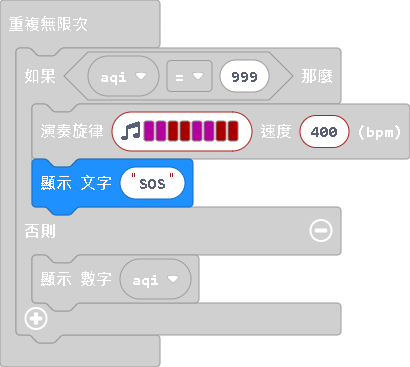 重複無限次
如果 aqi = 999 那麼
演奏旋律 速度 400 (bpm)
顯示 文字 "SOS"
否則
顯示 數字 aqi